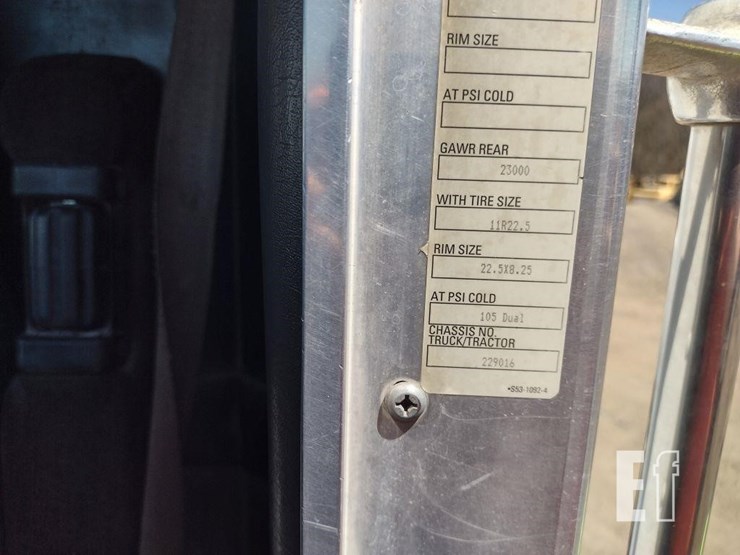 RIM SIZE
AT PSI COLD
GAWR REAR
23000
WITH TIRE SIZE
11R22.5
RIM SIZE
22.5X8.25
AT PSI COLD
105 Dual
CHASSIS NO.
TRUCK/TRACTOR
229016
•S53-1092-4
Ef